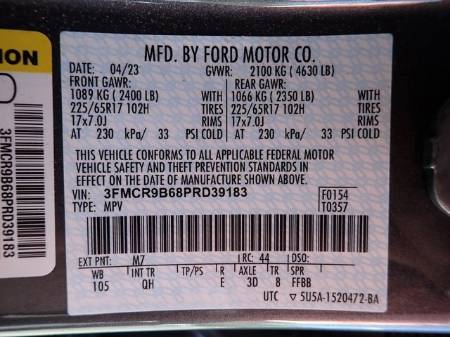 NION
MFD. BY FORD MOTOR CO.
DATE: 04/23 GVWR: 2100 KG ( 4630 LB)
FRONT GAWR: REAR GAWR:
1089 KG ( 2400 LB) WITH 1066 KG ( 2350 LB) WITH
225/65R17 102H TIRES 225/65R17 102H TIRES
17x7.0J RIMS 17x7.0J RIMS
AT 230 kPa/ 33 PSI COLD AT 230 kPa/ 33 PSI COLD
THIS VEHICLE CONFORMS TO ALL APPLICABLE FEDERAL MOTOR
VEHICLE SAFETY AND THEFT PREVENTION STANDARDS IN
EFFECT ON THE DATE OF MANUFACTURE SHOWN ABOVE.
VIN: 3FMCR9B68PRD39183 F0154
TYPE: MPV T0357
EXT PNT: M7 RC: 44 DSO:
WB INT TR TP/PS R AXLE TR SPR
105 QH E 3D 8 FFBB
UTC ▽ 5U5A-1520472-BA
3FMCR9B68PRD39183